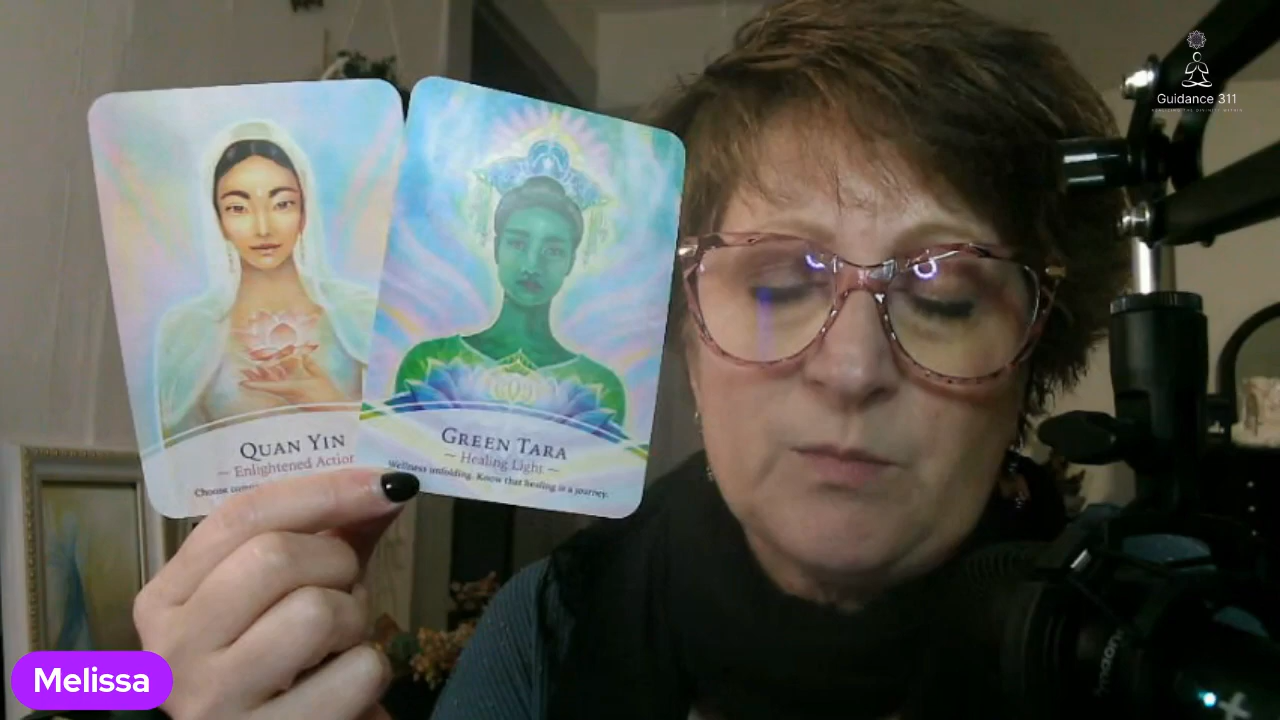 Guidance 311
QUAN YIN
~ Enlightened Action
Choose
GREEN TARA
~ Healing Light ~
Wellness unfolding. Know that healing is a journey.
Melissa